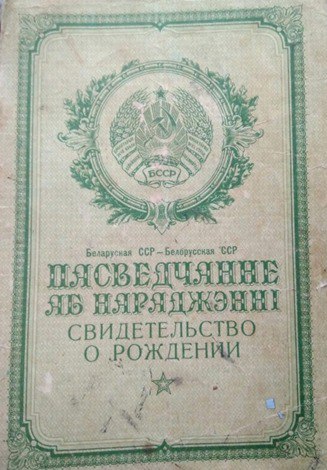 БССР
Беларуская ССР — Белорусская ССР
ПАСВЕДЧАННЕ
АБ НАРАДЖЭННІ
СВИДЕТЕЛЬСТВО
О РОЖДЕНИИ